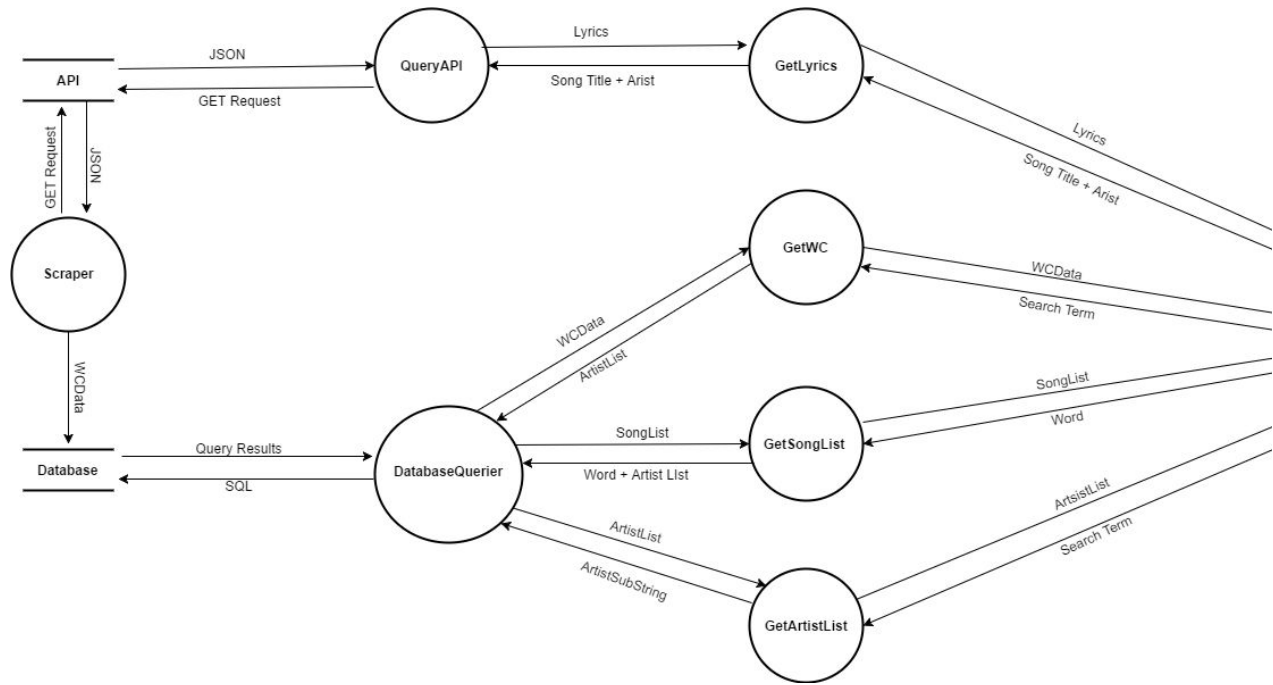 Lyrics
JSON
QueryAPI
GetLyrics
API
Song Title + Arist
GET Request
Lyrics
GET Request
JSON
Song Title + Arist
GetWC
Scraper
WCData
Search Term
WCData
ArtistList
WCData
SongList
Word
Query Results
SongList
GetSongList
Database
DatabaseQuerier
Word + Artist LIst
SQL
ArtsistList
ArtistList
Search Term
ArtistSubString
GetArtistList